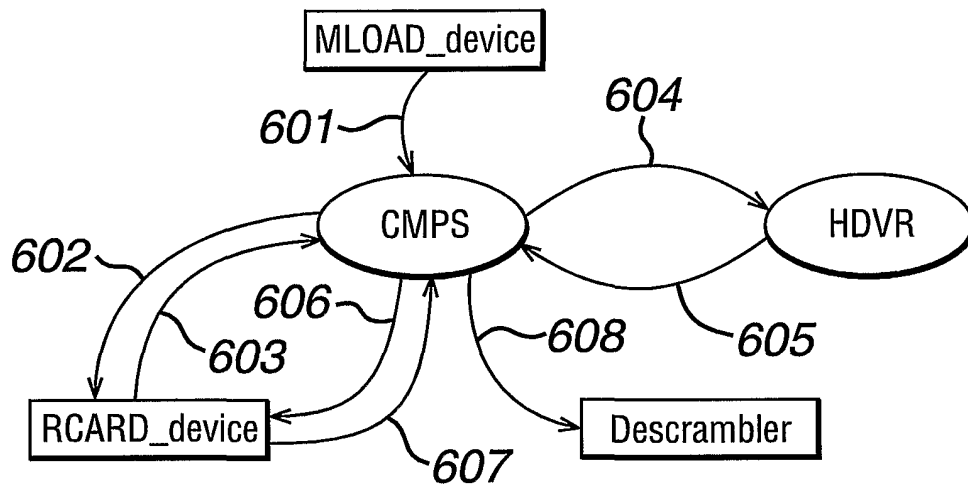 MLOAD_device
601
604
CMPS
HDVR
602
606
603
608
605
RCARD_device
Descrambler
607